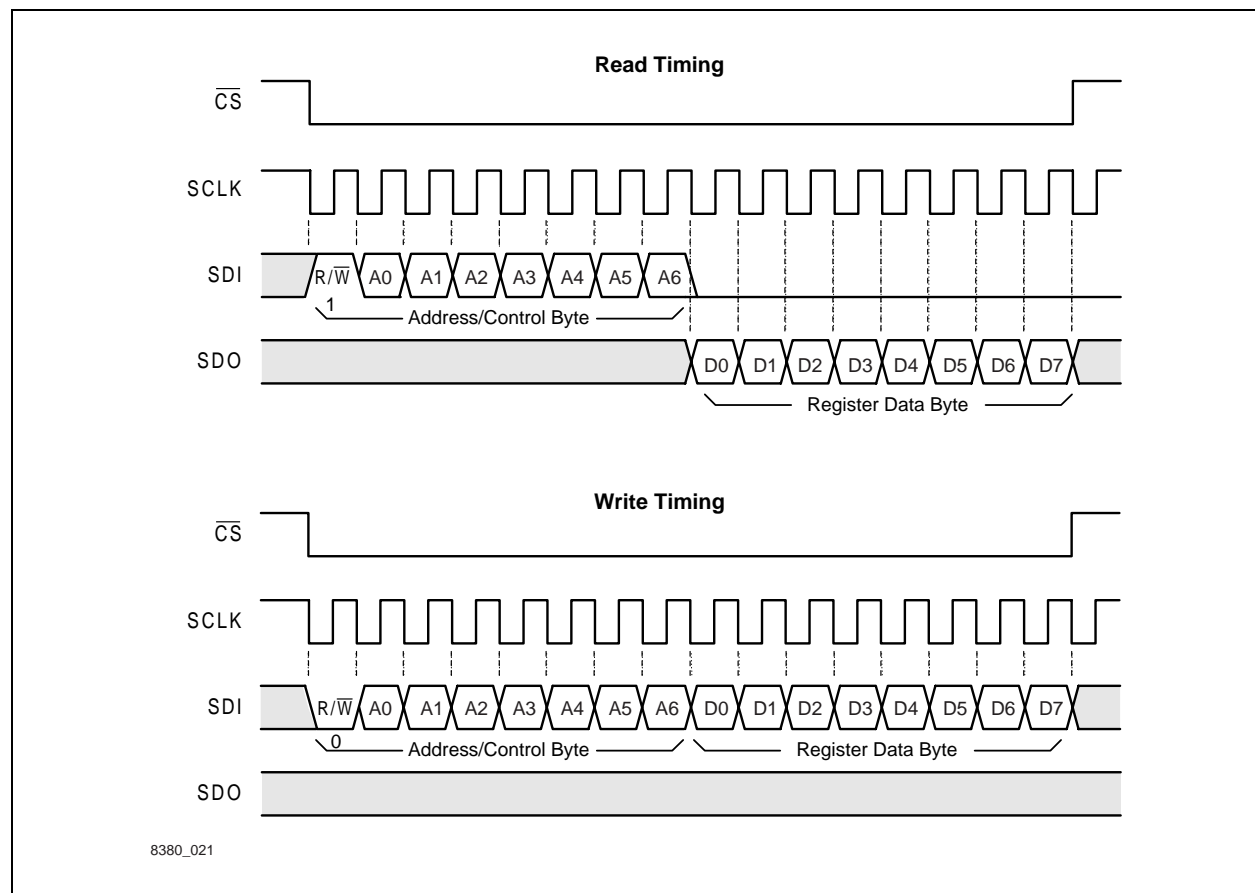 Read Timing
C̅S̅
SCLK
SDI R/W̅ A0 A1 A2 A3 A4 A5 A6
1
Address/Control Byte
SDO D0 D1 D2 D3 D4 D5 D6 D7
Register Data Byte
Write Timing
C̅S̅
SCLK
SDI R/W̅ A0 A1 A2 A3 A4 A5 A6 D0 D1 D2 D3 D4 D5 D6 D7
0
Address/Control Byte Register Data Byte
SDO
8380_021